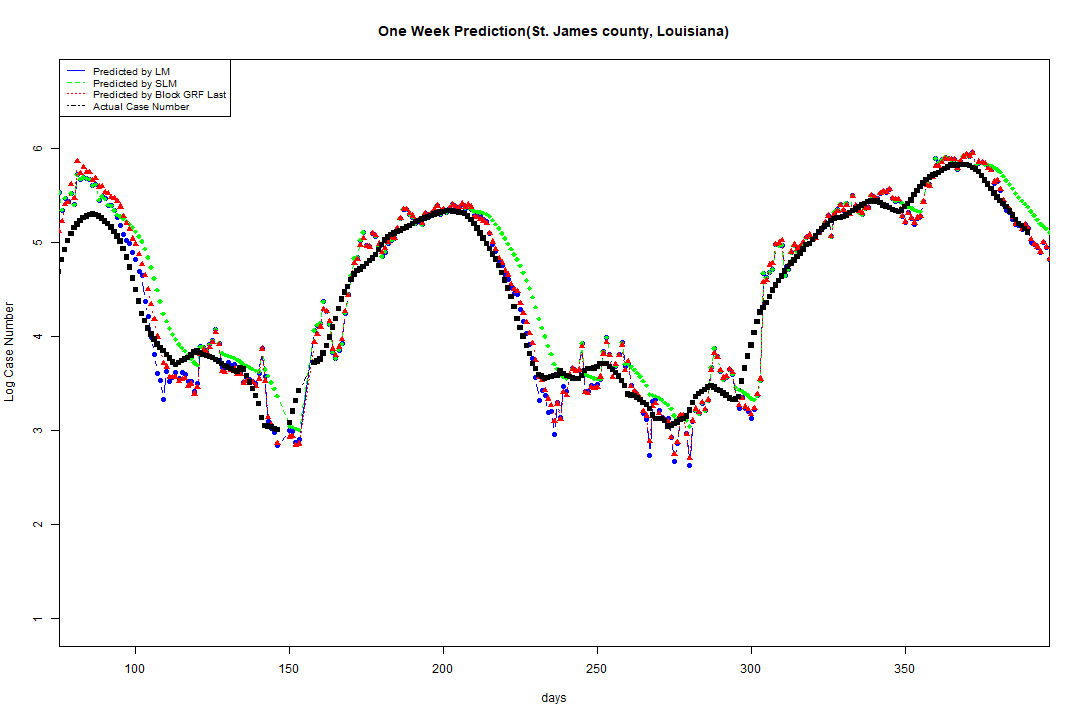 One Week Prediction(St. James county, Louisiana)
Predicted by LM
Predicted by SLM
Predicted by Block GRF Last
Actual Case Number
6
5
4
3
2
1
Log Case Number
100 150 200 250 300 350
days